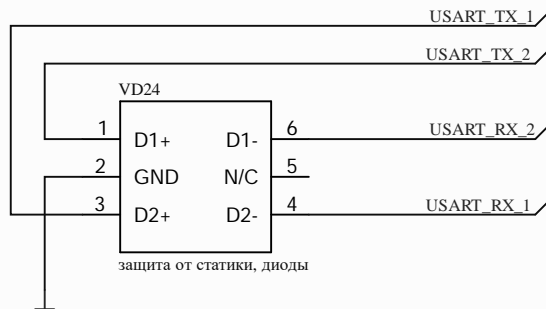 USART_TX_1
USART_TX_2
VD24
1 D1+ D1- 6 USART_RX_2
2 GND N/C 5
3 D2+ D2- 4 USART_RX_1
защита от статики, диоды